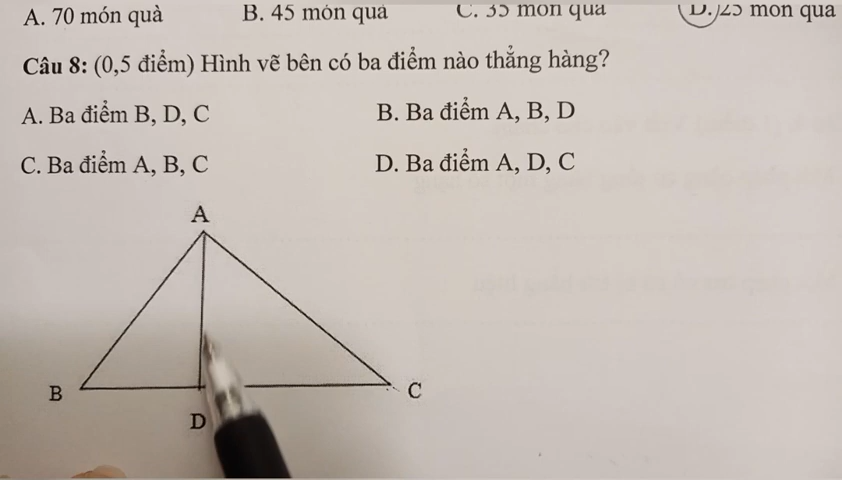 A. 70 món quà B. 45 món quà C. 35 món quà D. 25 món quà
Câu 8: (0,5 điểm) Hình vẽ bên có ba điểm nào thẳng hàng?
A. Ba điểm B, D, C B. Ba điểm A, B, D
C. Ba điểm A, B, C D. Ba điểm A, D, C
A
B
C
D